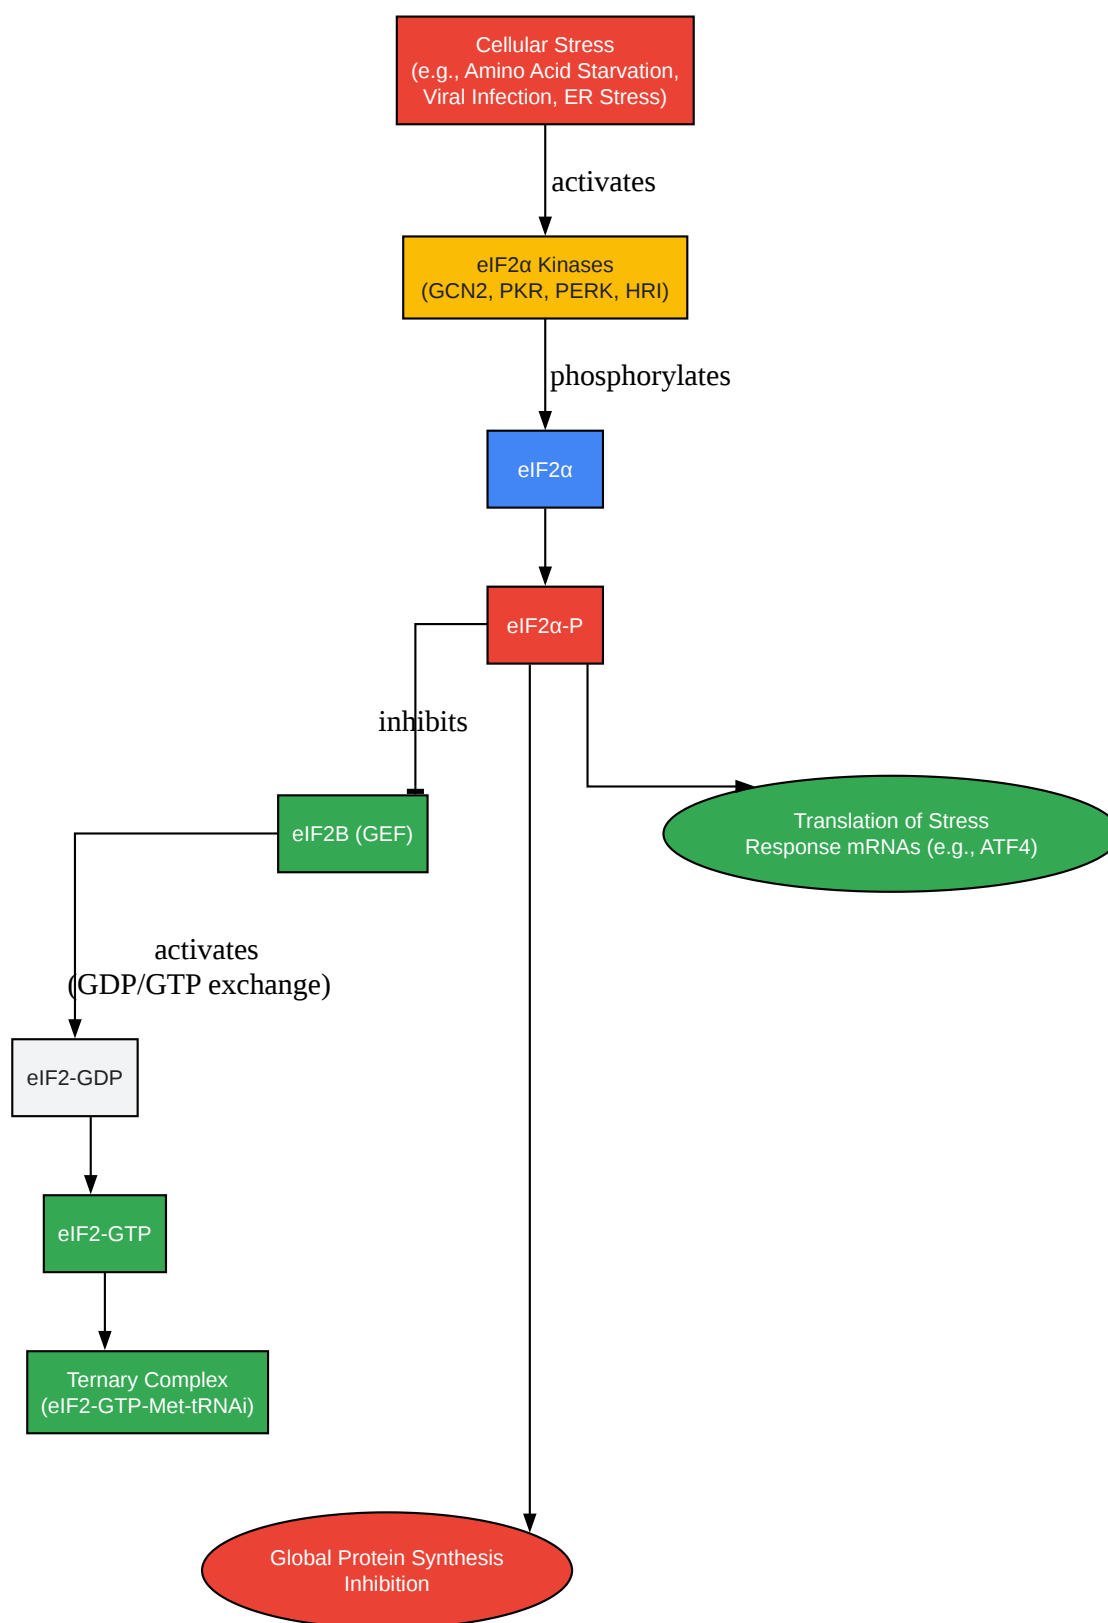 Cellular Stress
(e.g., Amino Acid Starvation,
Viral Infection, ER Stress)
activates
eIF2α Kinases
(GCN2, PKR, PERK, HRI)
phosphorylates
eIF2α
eIF2α-P
inhibits
eIF2B (GEF)
Translation of Stress
Response mRNAs (e.g., ATF4)
activates
(GDP/GTP exchange)
eIF2-GDP
eIF2-GTP
Ternary Complex
(eIF2-GTP-Met-tRNAi)
Global Protein Synthesis
Inhibition